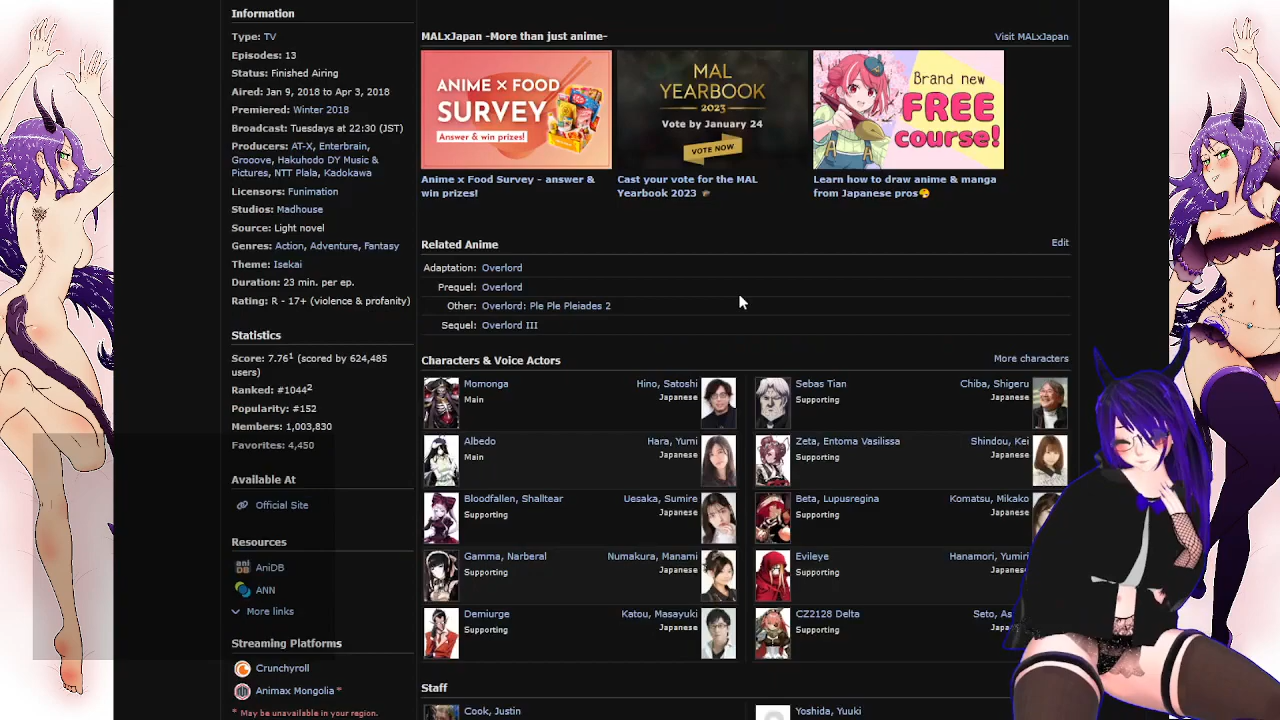 Information
Type: TV
Episodes: 13
Status: Finished Airing
Aired: Jan 9, 2018 to Apr 3, 2018
Premiered: Winter 2018
Broadcast: Tuesdays at 22:30 (JST)
Producers: AT-X, Enterbrain,
Grooove, Hakuhodo DY Music &
Pictures, NTT Plala, Kadokawa
Licensors: Funimation
Studios: Madhouse
Source: Light novel
Genres: Action, Adventure, Fantasy
Theme: Isekai
Duration: 23 min. per ep.
Rating: R - 17+ (violence & profanity)
Statistics
Score: 7.76¹ (scored by 624,485
users)
Ranked: #1044²
Popularity: #152
Members: 1,003,830
Favorites: 4,450
Available At
Official Site
Resources
AniDB
ANN
More links
Streaming Platforms
Crunchyroll
Animax Mongolia *
* May be unavailable in your region.
MALxJapan -More than just anime-
Visit MALxJapan
ANIME × FOOD
SURVEY
Answer & win prizes!
MAL
YEARBOOK
2023
Vote by January 24
VOTE NOW
Brand new
FREE
course!
Anime x Food Survey - answer &
win prizes!
Cast your vote for the MAL
Yearbook 2023
Learn how to draw anime & manga
from Japanese pros
Related Anime
Edit
Adaptation: Overlord
Prequel: Overlord
Other: Overlord: Ple Ple Pleiades 2
Sequel: Overlord III
Characters & Voice Actors
More characters
Momonga
Main
Hino, Satoshi
Japanese
Sebas Tian
Supporting
Chiba, Shigeru
Japanese
Albedo
Main
Hara, Yumi
Japanese
Zeta, Entoma Vasilissa
Supporting
Shindou, Kei
Japanese
Bloodfallen, Shalltear
Supporting
Uesaka, Sumire
Japanese
Beta, Lupusregina
Supporting
Komatsu, Mikako
Japanese
Gamma, Narberal
Supporting
Numakura, Manami
Japanese
Evileye
Supporting
Hanamori, Yumiri
Japanese
Demiurge
Supporting
Katou, Masayuki
Japanese
CZ2128 Delta
Supporting
Seto,
Staff
Cook, Justin
Yoshida, Yuuki